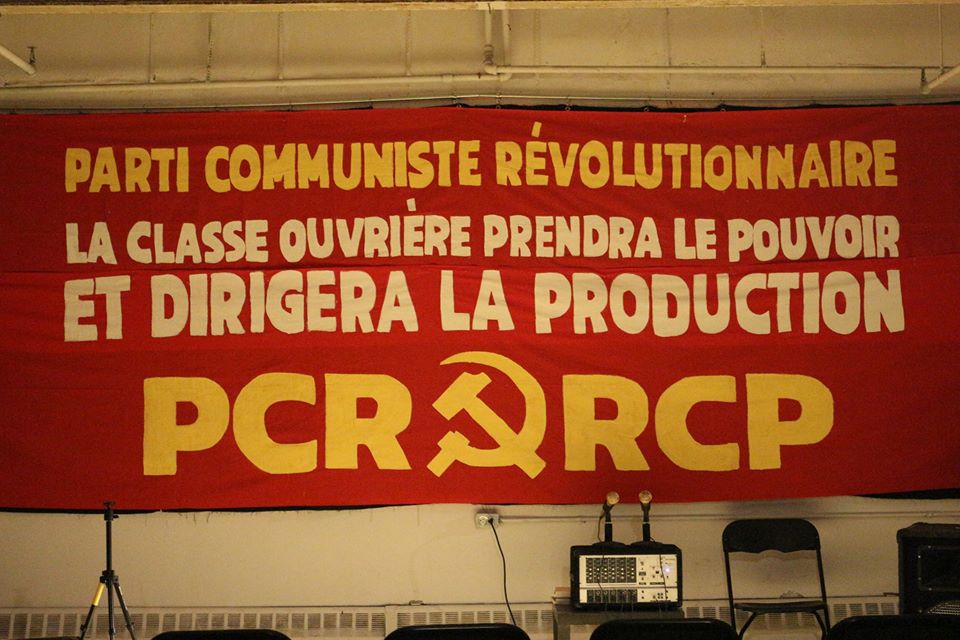 PARTI COMMUNISTE RÉVOLUTIONNAIRE
LA CLASSE OUVRIÈRE PRENDRA LE POUVOIR
ET DIRIGERA LA PRODUCTION
PCR RCP